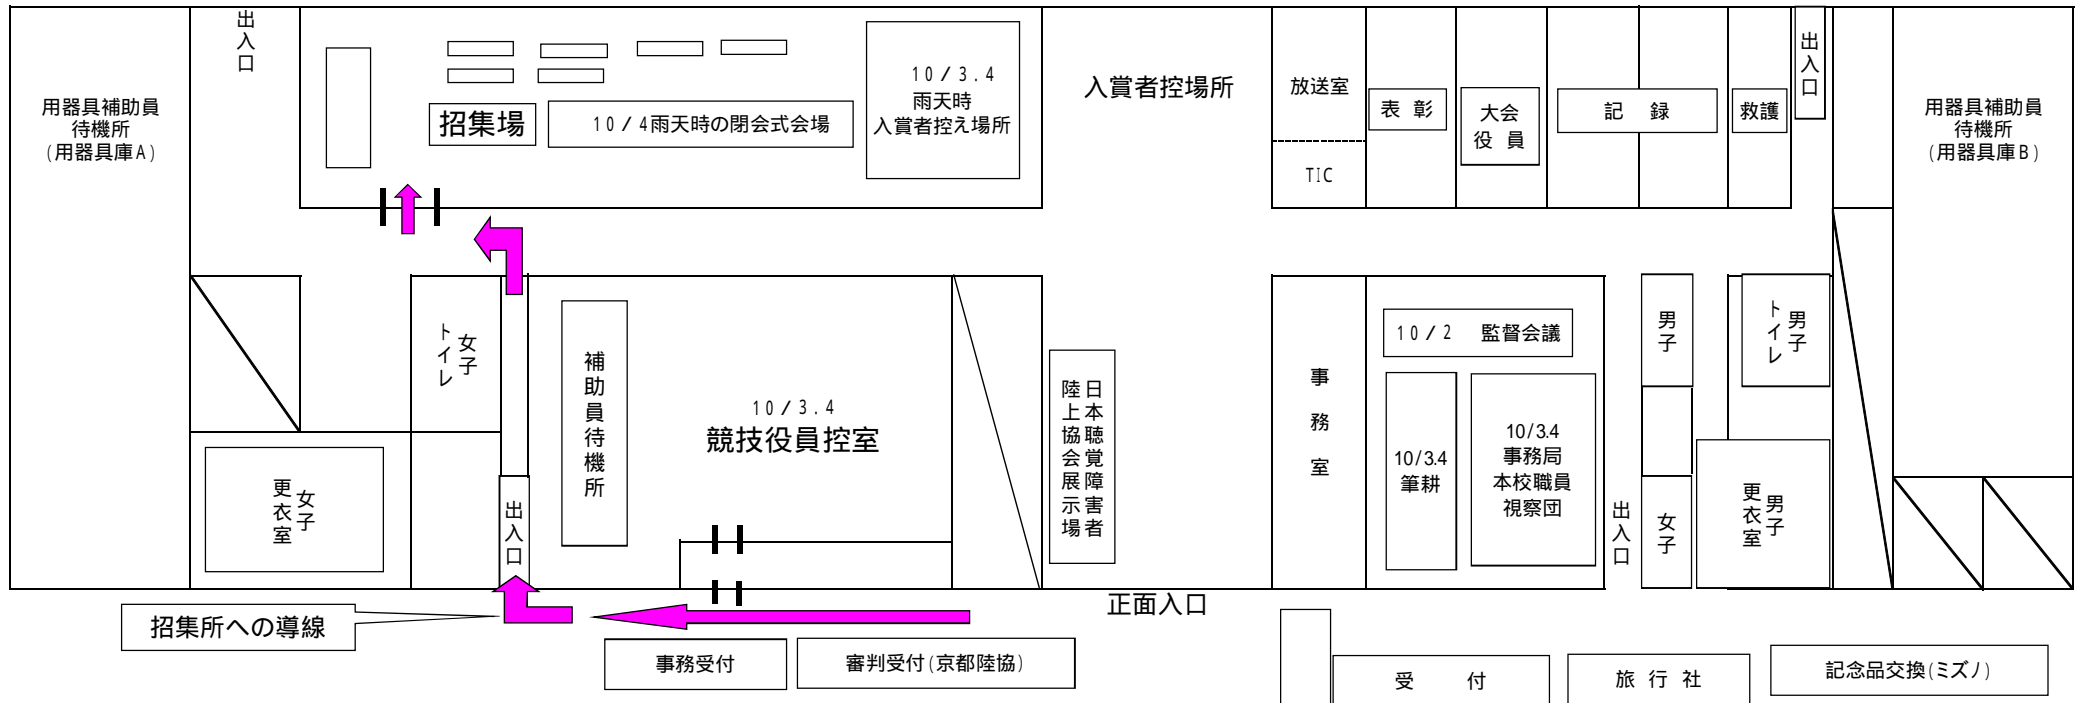 用器具補助員
待機所
(用器具庫A)
出入口
招集場
10/4雨天時の閉会式会場
10/3.4
雨天時
入賞者控え場所
入賞者控場所
放送室
TIC
表 彰
大会
役 員
記 録
救護
出入口
用器具補助員
待機所
(用器具庫B)
女子
トイレ
女子
更衣室
出入口
補助員待機所
10/3.4
競技役員控室
日本聴覚障害者
陸上協会展示場
事務室
10/2 監督会議
10/3.4
筆耕
10/3.4
事務局
本校職員
視察団
出入口
男子
女子
男子
トイレ
男子
更衣室
正面入口
招集所への導線
事務受付
審判受付(京都陸協)
受 付
旅 行 社
記念品交換(ミズノ)